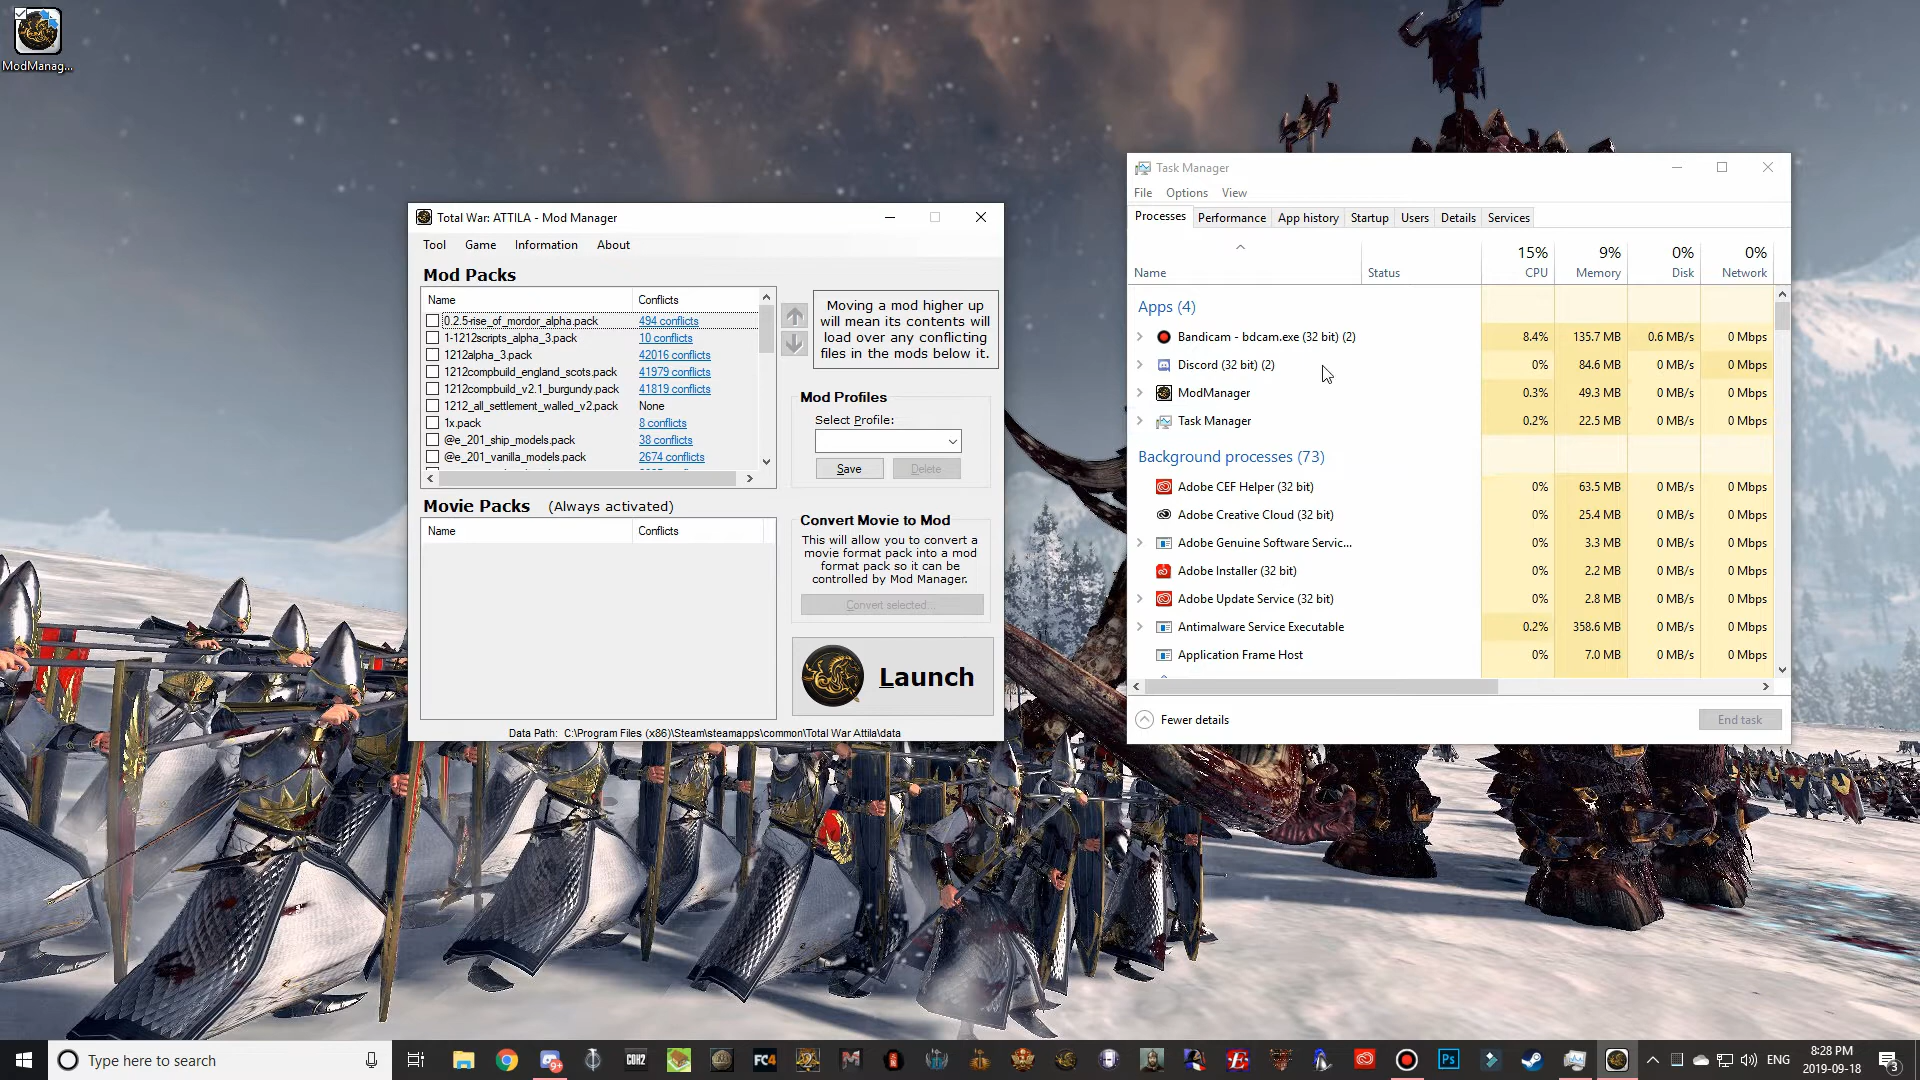 ModManag...
Total War: ATTILA - Mod Manager
Tool Game Information About
Mod Packs
Name Conflicts
0.2.5-rise_of_mordor_alpha.pack 494 conflicts
1-1212scripts_alpha_3.pack 10 conflicts
1212alpha_3.pack 42016 conflicts
1212compbuild_england_scots.pack 41979 conflicts
1212compbuild_v2.1_burgundy.pack 41819 conflicts
1212_all_settlement_walled_v2.pack None
1x.pack 8 conflicts
@e_201_ship_models.pack 38 conflicts
@e_201_vanilla_models.pack 2674 conflicts
Moving a mod higher up
will mean its contents will
load over any conflicting
files in the mods below it.
Mod Profiles
Select Profile:
Save Delete
Movie Packs (Always activated)
Name Conflicts
Convert Movie to Mod
This will allow you to convert a
movie format pack into a mod
format pack so it can be
controlled by Mod Manager.
Convert selected...
Launch
Data Path: C:\Program Files (x86)\Steam\steamapps\common\Total War Attila\data
Task Manager
File Options View
Processes Performance App history Startup Users Details Services
15% 9% 0% 0%
Name Status CPU Memory Disk Network
Apps (4)
Bandicam - bdcam.exe (32 bit) (2) 8.4% 135.7 MB 0.6 MB/s 0 Mbps
Discord (32 bit) (2) 0% 84.6 MB 0 MB/s 0 Mbps
ModManager 0.3% 49.3 MB 0 MB/s 0 Mbps
Task Manager 0.2% 22.5 MB 0 MB/s 0 Mbps
Background processes (73)
Adobe CEF Helper (32 bit) 0% 63.5 MB 0 MB/s 0 Mbps
Adobe Creative Cloud (32 bit) 0% 25.4 MB 0 MB/s 0 Mbps
Adobe Genuine Software Servic... 0% 3.3 MB 0 MB/s 0 Mbps
Adobe Installer (32 bit) 0% 2.2 MB 0 MB/s 0 Mbps
Adobe Update Service (32 bit) 0% 2.8 MB 0 MB/s 0 Mbps
Antimalware Service Executable 0.2% 358.6 MB 0 MB/s 0 Mbps
Application Frame Host 0% 7.0 MB 0 MB/s 0 Mbps
Fewer details End task
Type here to search
COH2
FC4
Ps
ENG
8:28 PM
2019-09-18
3